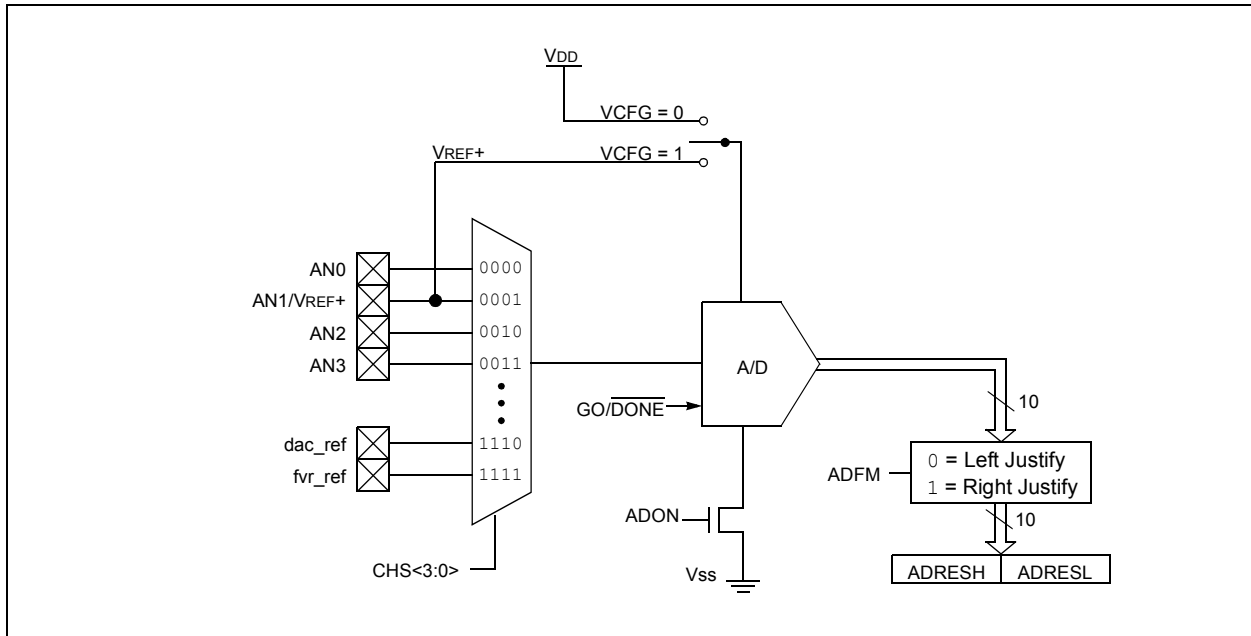 VDD
VCFG = 0
VREF+
VCFG = 1
AN0
0000
AN1/VREF+
0001
AN2
0010
AN3
0011
A/D
GO/DONE
10
dac_ref
1110
fvr_ref
1111
ADFM
0 = Left Justify
1 = Right Justify
ADON
10
CHS<3:0>
Vss
ADRESH
ADRESL